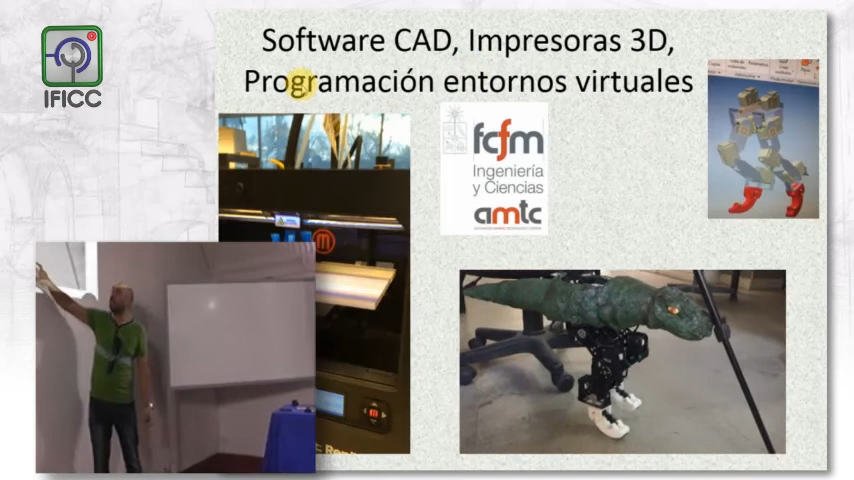 IFICC
Software CAD, Impresoras 3D,
Programación entornos virtuales
fcfm
Ingeniería
y Ciencias
amtc